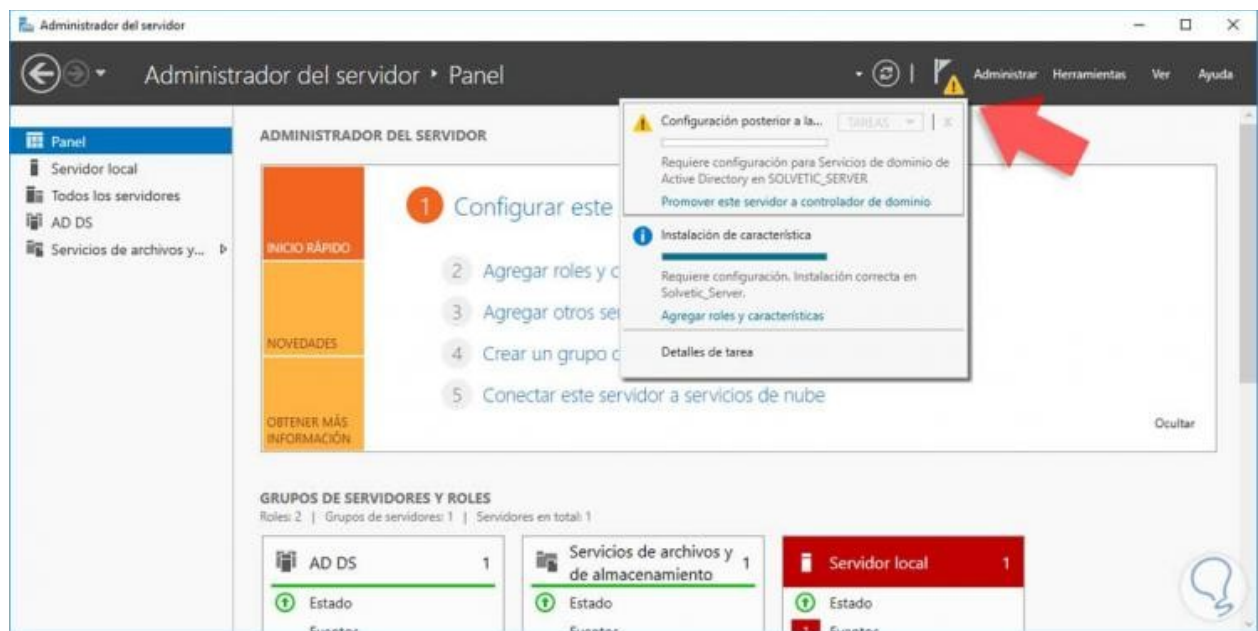 Administrador del servidor
Administrador del servidor ‣ Panel
Administrar Herramientas Ver Ayuda
Panel
Servidor local
Todos los servidores
AD DS
Servicios de archivos y...
ADMINISTRADOR DEL SERVIDOR
INICIO RÁPIDO
NOVEDADES
OBTENER MÁS
INFORMACIÓN
1 Configurar este
2 Agregar roles y c
3 Agregar otros ser
4 Crear un grupo d
5 Conectar este servidor a servicios de nube
Ocultar
Configuración posterior a la... TAREAS x
Requiere configuración para Servicios de dominio de
Active Directory en SOLVETIC_SERVER
Promover este servidor a controlador de dominio
Instalación de característica
Requiere configuración. Instalación correcta en
Solvetic_Server.
Agregar roles y características
Detalles de tarea
GRUPOS DE SERVIDORES Y ROLES
Roles: 2 | Grupos de servidores: 1 | Servidores en total: 1
AD DS 1
Estado
Eventos
Servicios de archivos y
de almacenamiento 1
Estado
Eventos
Servidor local 1
Estado
1 Eventos